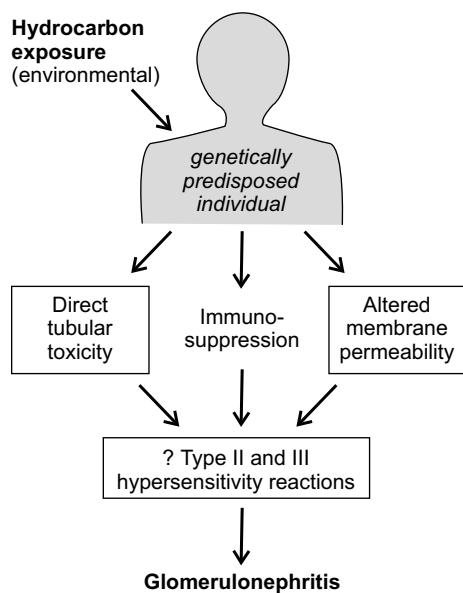 Hydrocarbon
exposure
(environmental)
genetically
predisposed
individual
Direct
tubular
toxicity
Immuno-
suppression
Altered
membrane
permeability
? Type II and III
hypersensitivity reactions
Glomerulonephritis